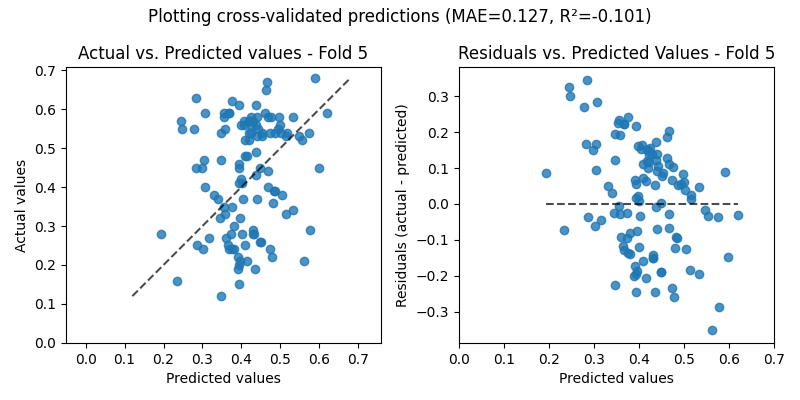 Plotting cross-validated predictions (MAE=0.127, R²=-0.101)
Actual vs. Predicted values - Fold 5
Actual values
0.7
0.6
0.5
0.4
0.3
0.2
0.1
0.0
0.0 0.1 0.2 0.3 0.4 0.5 0.6 0.7
Predicted values
Residuals vs. Predicted Values - Fold 5
Residuals (actual - predicted)
0.3
0.2
0.1
0.0
−0.1
−0.2
−0.3
0.0 0.1 0.2 0.3 0.4 0.5 0.6 0.7
Predicted values